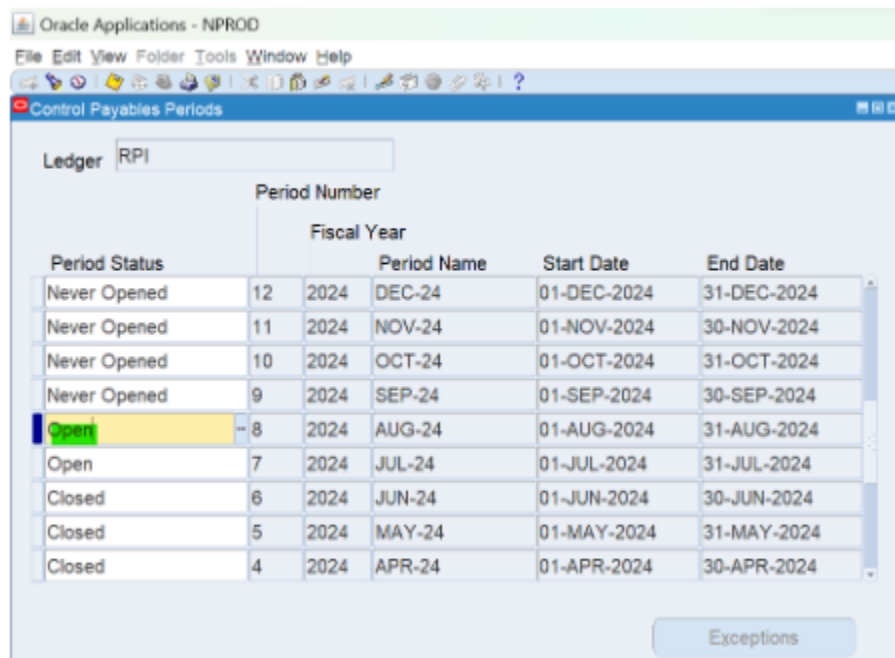 Oracle Applications - NPROD
File Edit View Folder Tools Window Help
Control Payables Periods
Ledger RPI
Period Number
Fiscal Year
Period Status Period Name Start Date End Date
Never Opened 12 2024 DEC-24 01-DEC-2024 31-DEC-2024
Never Opened 11 2024 NOV-24 01-NOV-2024 30-NOV-2024
Never Opened 10 2024 OCT-24 01-OCT-2024 31-OCT-2024
Never Opened 9 2024 SEP-24 01-SEP-2024 30-SEP-2024
Open 8 2024 AUG-24 01-AUG-2024 31-AUG-2024
Open 7 2024 JUL-24 01-JUL-2024 31-JUL-2024
Closed 6 2024 JUN-24 01-JUN-2024 30-JUN-2024
Closed 5 2024 MAY-24 01-MAY-2024 31-MAY-2024
Closed 4 2024 APR-24 01-APR-2024 30-APR-2024
Exceptions